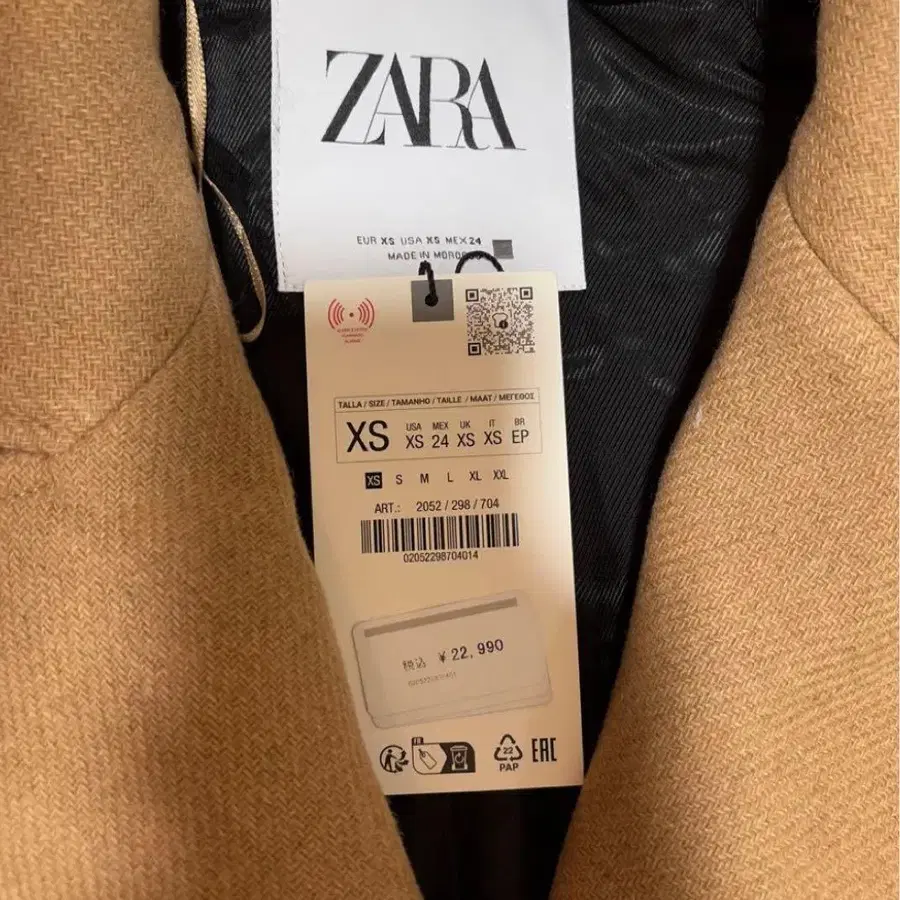 ZARA
EUR XS USA XS MEX 24
MADE IN MOROCCO
TALLA / SIZE / TAMANHO / TAILLE / MAAT / ΜΕΓΕΘΟΣ
XS
USA MEX UK IT BR
XS 24 XS XS EP
XS S M L XL XXL
ART.: 2052 / 298 / 704
02052298704014
税込 ¥22,990
FR
22
PAP
EAC